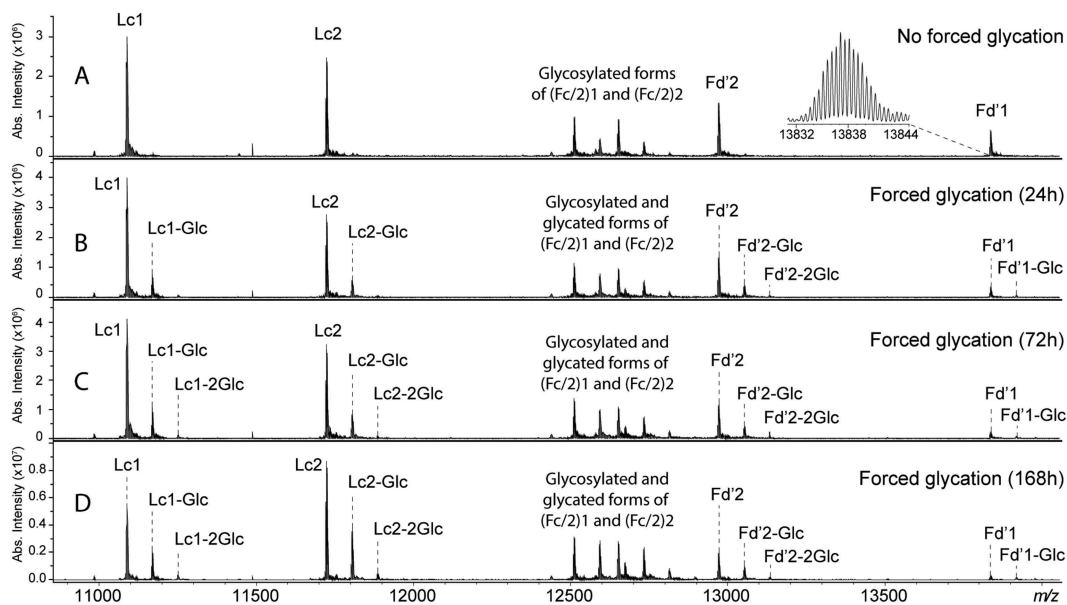 Lc1
Lc2
No forced glycation
Abs. Intensity (x10⁶)
3
2
1
0
A
Glycosylated forms
of (Fc/2)1 and (Fc/2)2
Fd'2
13832 13838 13844
Fd'1
Lc1
Forced glycation (24h)
Abs. Intensity (x10⁶)
4
3
2
1
0
B
Lc1-Glc
Lc2
Lc2-Glc
Glycosylated and
glycated forms of
(Fc/2)1 and (Fc/2)2
Fd'2
Fd'2-Glc
Fd'2-2Glc
Fd'1
Fd'1-Glc
Lc1
Forced glycation (72h)
Abs. Intensity (x10⁶)
4
3
2
1
0
C
Lc1-Glc
Lc1-2Glc
Lc2
Lc2-Glc
Lc2-2Glc
Glycosylated and
glycated forms of
(Fc/2)1 and (Fc/2)2
Fd'2
Fd'2-Glc
Fd'2-2Glc
Fd'1
Fd'1-Glc
Lc1
Forced glycation (168h)
Abs. Intensity (x10⁷)
0.8
0.6
0.4
0.2
0.0
D
Lc1-Glc
Lc1-2Glc
Lc2
Lc2-Glc
Lc2-2Glc
Glycosylated and
glycated forms of
(Fc/2)1 and (Fc/2)2
Fd'2
Fd'2-Glc
Fd'2-2Glc
Fd'1
Fd'1-Glc
11000 11500 12000 12500 13000 13500 m/z